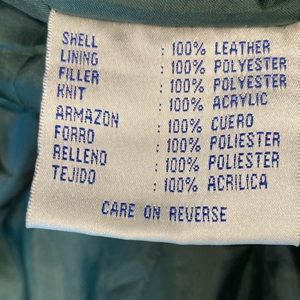 SHELL : 100% LEATHER
LINING : 100% POLYESTER
FILLER : 100% POLYESTER
KNIT : 100% ACRYLIC
ARMAZON : 100% CUERO
FORRO : 100% POLIESTER
RELLENO : 100% POLIESTER
TEJIDO : 100% ACRILICA
CARE ON REVERSE